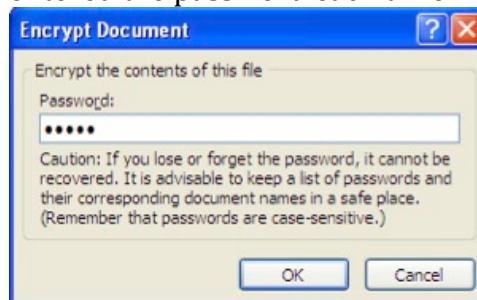 Encrypt Document
Encrypt the contents of this file
Password:
•••••
Caution: If you lose or forget the password, it cannot be
recovered. It is advisable to keep a list of passwords and
their corresponding document names in a safe place.
(Remember that passwords are case-sensitive.)
OK Cancel